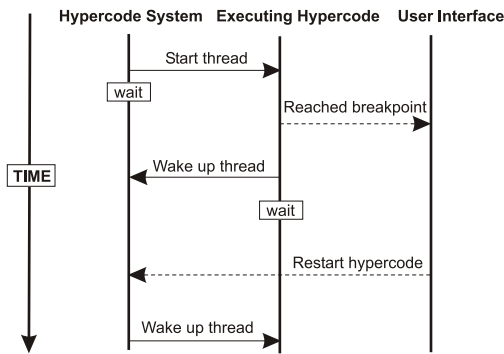 Hypercode System Executing Hypercode User Interface
Start thread
wait
Reached breakpoint
Wake up thread
TIME
wait
Restart hypercode
Wake up thread